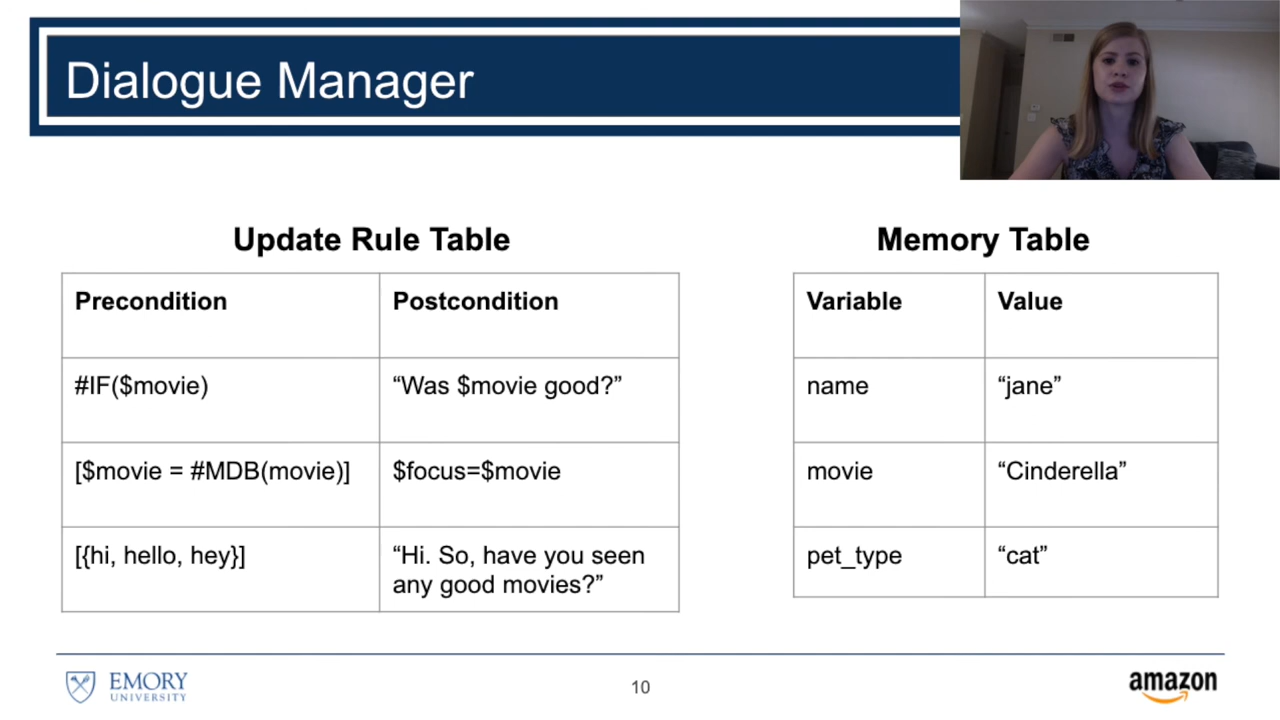 Dialogue Manager
Update Rule Table
Precondition Postcondition
#IF($movie) “Was $movie good?”
[$movie = #MDB(movie)] $focus=$movie
[{hi, hello, hey}] “Hi. So, have you seen
any good movies?”
Memory Table
Variable Value
name “jane”
movie “Cinderella”
pet_type “cat”
EMORY
UNIVERSITY
10
amazon